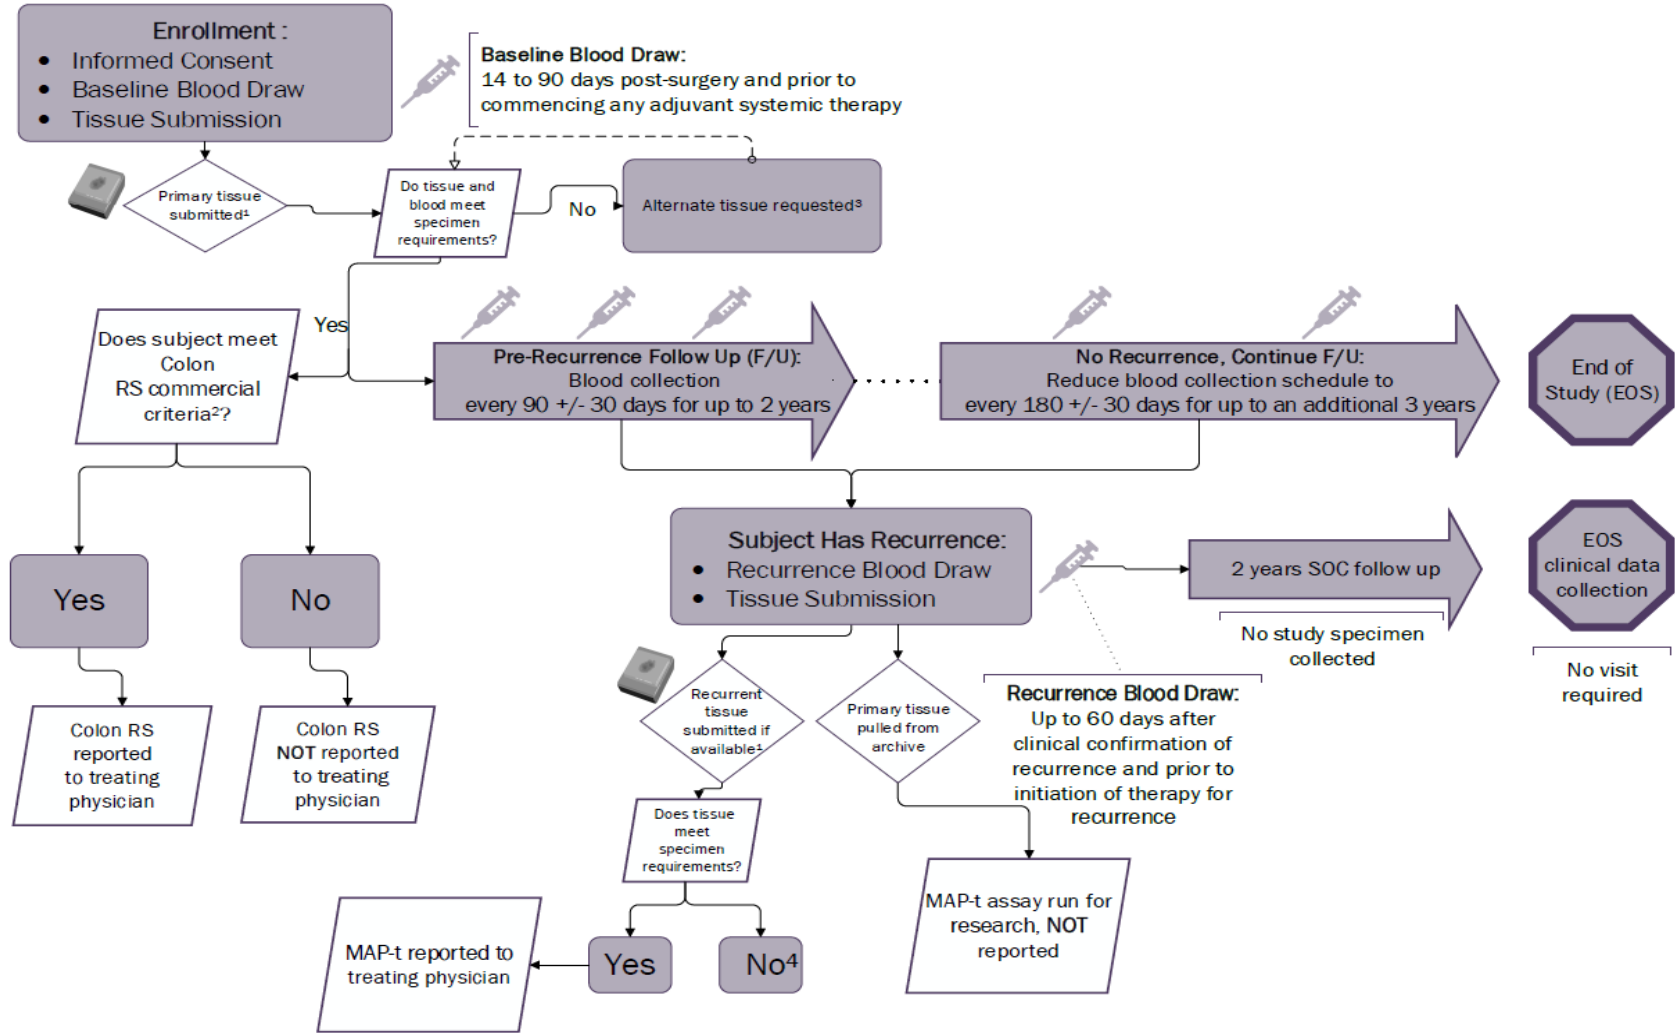 Enrollment :
• Informed Consent
• Baseline Blood Draw
• Tissue Submission
Baseline Blood Draw:
14 to 90 days post-surgery and prior to
commencing any adjuvant systemic therapy
Primary tissue
submitted¹
Do tissue and
blood meet
specimen
requirements?
No
Alternate tissue requested³
Yes
Does subject meet
Colon
RS commercial
criteria²?
Pre-Recurrence Follow Up (F/U):
Blood collection
every 90 +/- 30 days for up to 2 years
No Recurrence, Continue F/U:
Reduce blood collection schedule to
every 180 +/- 30 days for up to an additional 3 years
End of
Study (EOS)
Yes
No
Colon RS
reported
to treating
physician
Colon RS
NOT reported
to treating
physician
Subject Has Recurrence:
• Recurrence Blood Draw
• Tissue Submission
2 years SOC follow up
No study specimen
collected
EOS
clinical data
collection
No visit
required
Recurrence Blood Draw:
Up to 60 days after
clinical confirmation of
recurrence and prior to
initiation of therapy for
recurrence
Recurrent
tissue
submitted if
available¹
Primary tissue
pulled from
archive
Does tissue
meet
specimen
requirements?
Yes
No⁴
MAP-t reported to
treating physician
MAP-t assay run for
research, NOT
reported